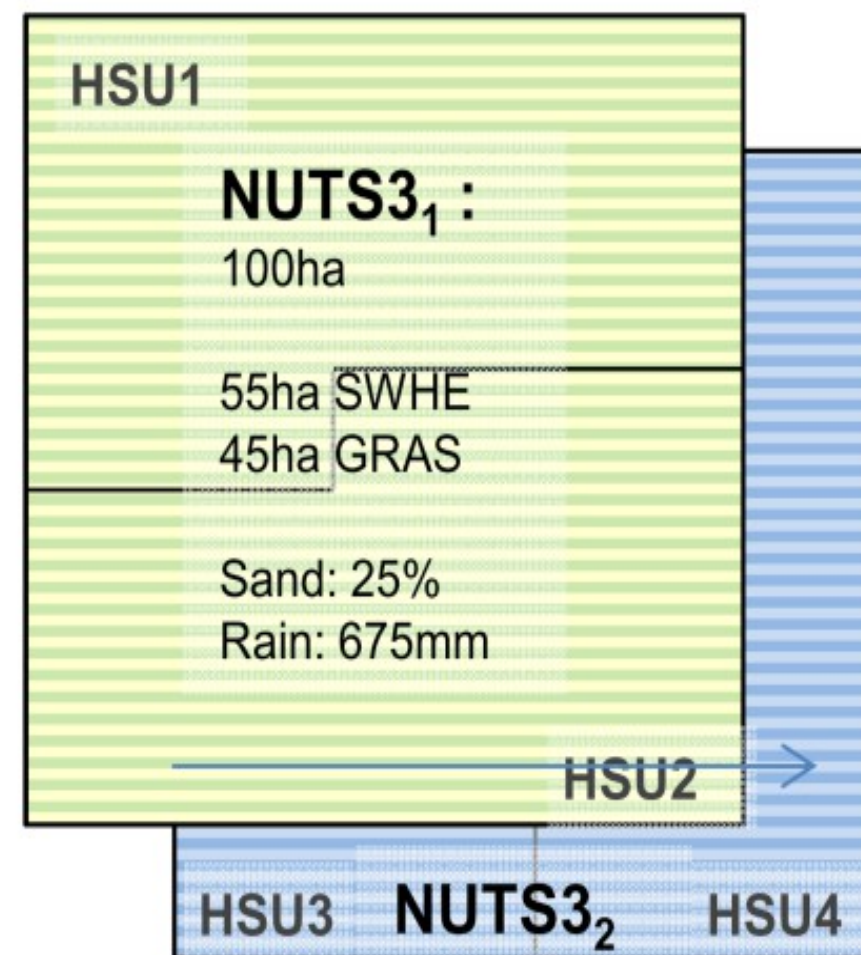 HSU1
NUTS3₁ :
100ha
55ha SWHE
45ha GRAS
Sand: 25%
Rain: 675mm
HSU2
HSU3 NUTS3₂ HSU4